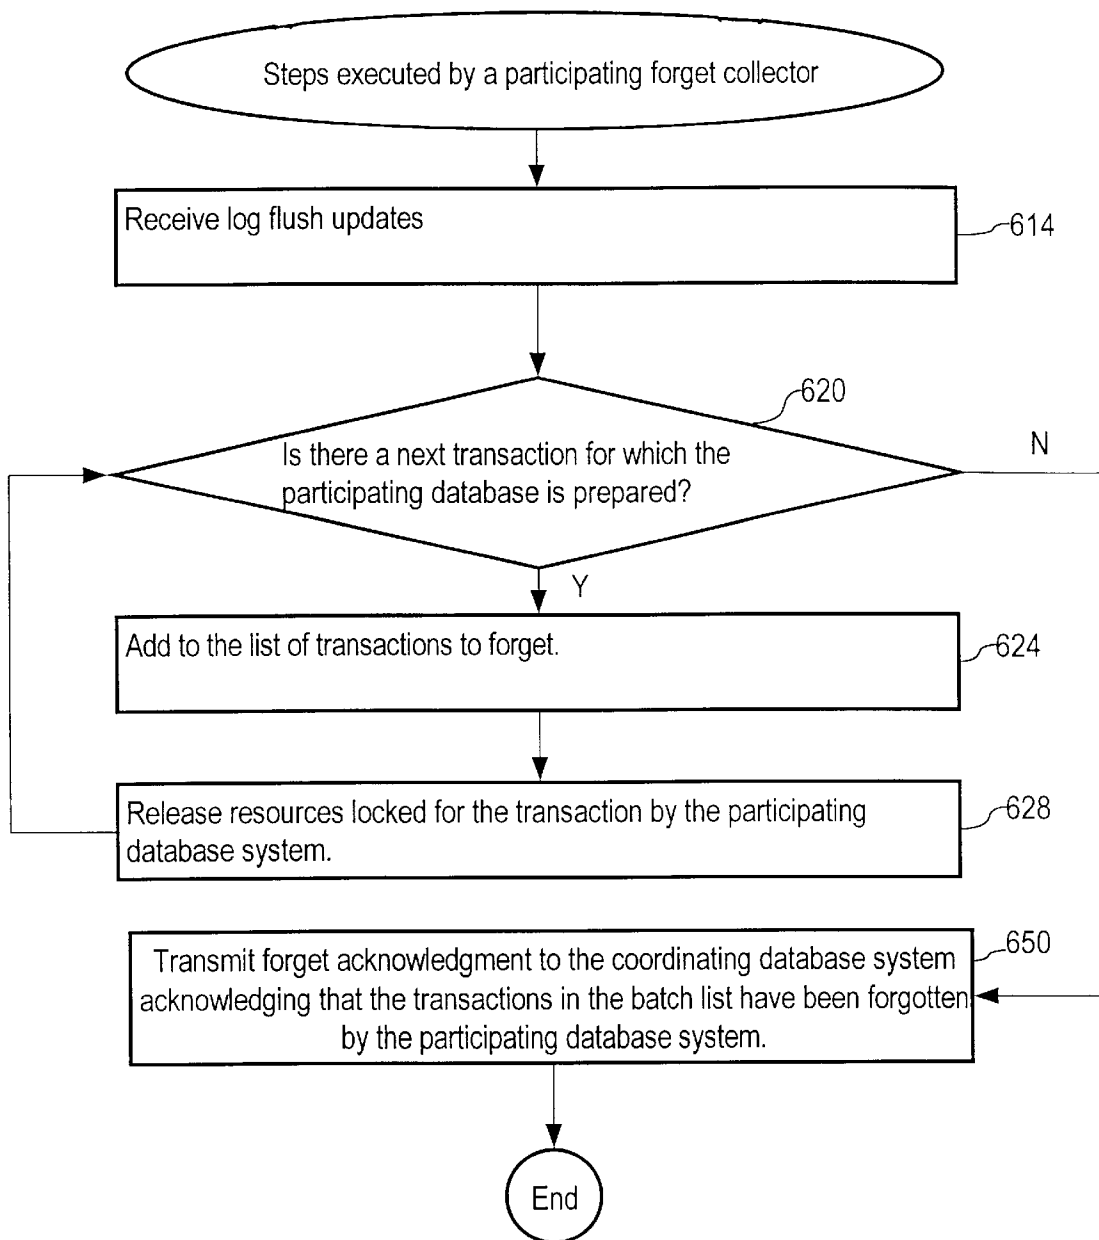 Steps executed by a participating forget collector
Receive log flush updates
614
620
Is there a next transaction for which the
participating database is prepared?
N
Y
Add to the list of transactions to forget.
624
Release resources locked for the transaction by the participating
database system.
628
650
Transmit forget acknowledgment to the coordinating database system
acknowledging that the transactions in the batch list have been forgotten
by the participating database system.
End